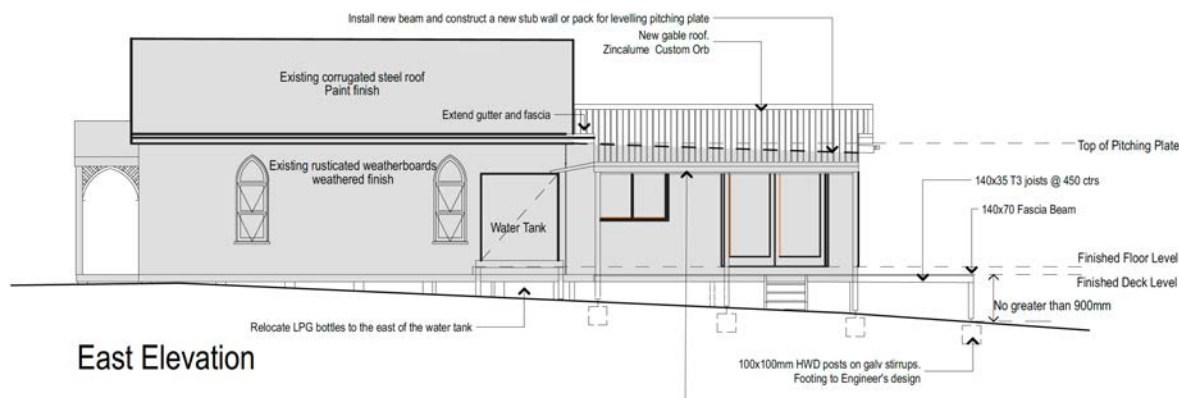 Install new beam and construct a new stub wall or pack for levelling pitching plate
New gable roof.
Zincalume Custom Orb
Existing corrugated steel roof
Paint finish
Extend gutter and fascia
Top of Pitching Plate
Existing rusticated weatherboards
weathered finish
140x35 T3 joists @ 450 ctrs
140x70 Fascia Beam
Water Tank
Finished Floor Level
Finished Deck Level
No greater than 900mm
Relocate LPG bottles to the east of the water tank
East Elevation
100x100mm HWD posts on galv stirrups.
Footing to Engineer's design